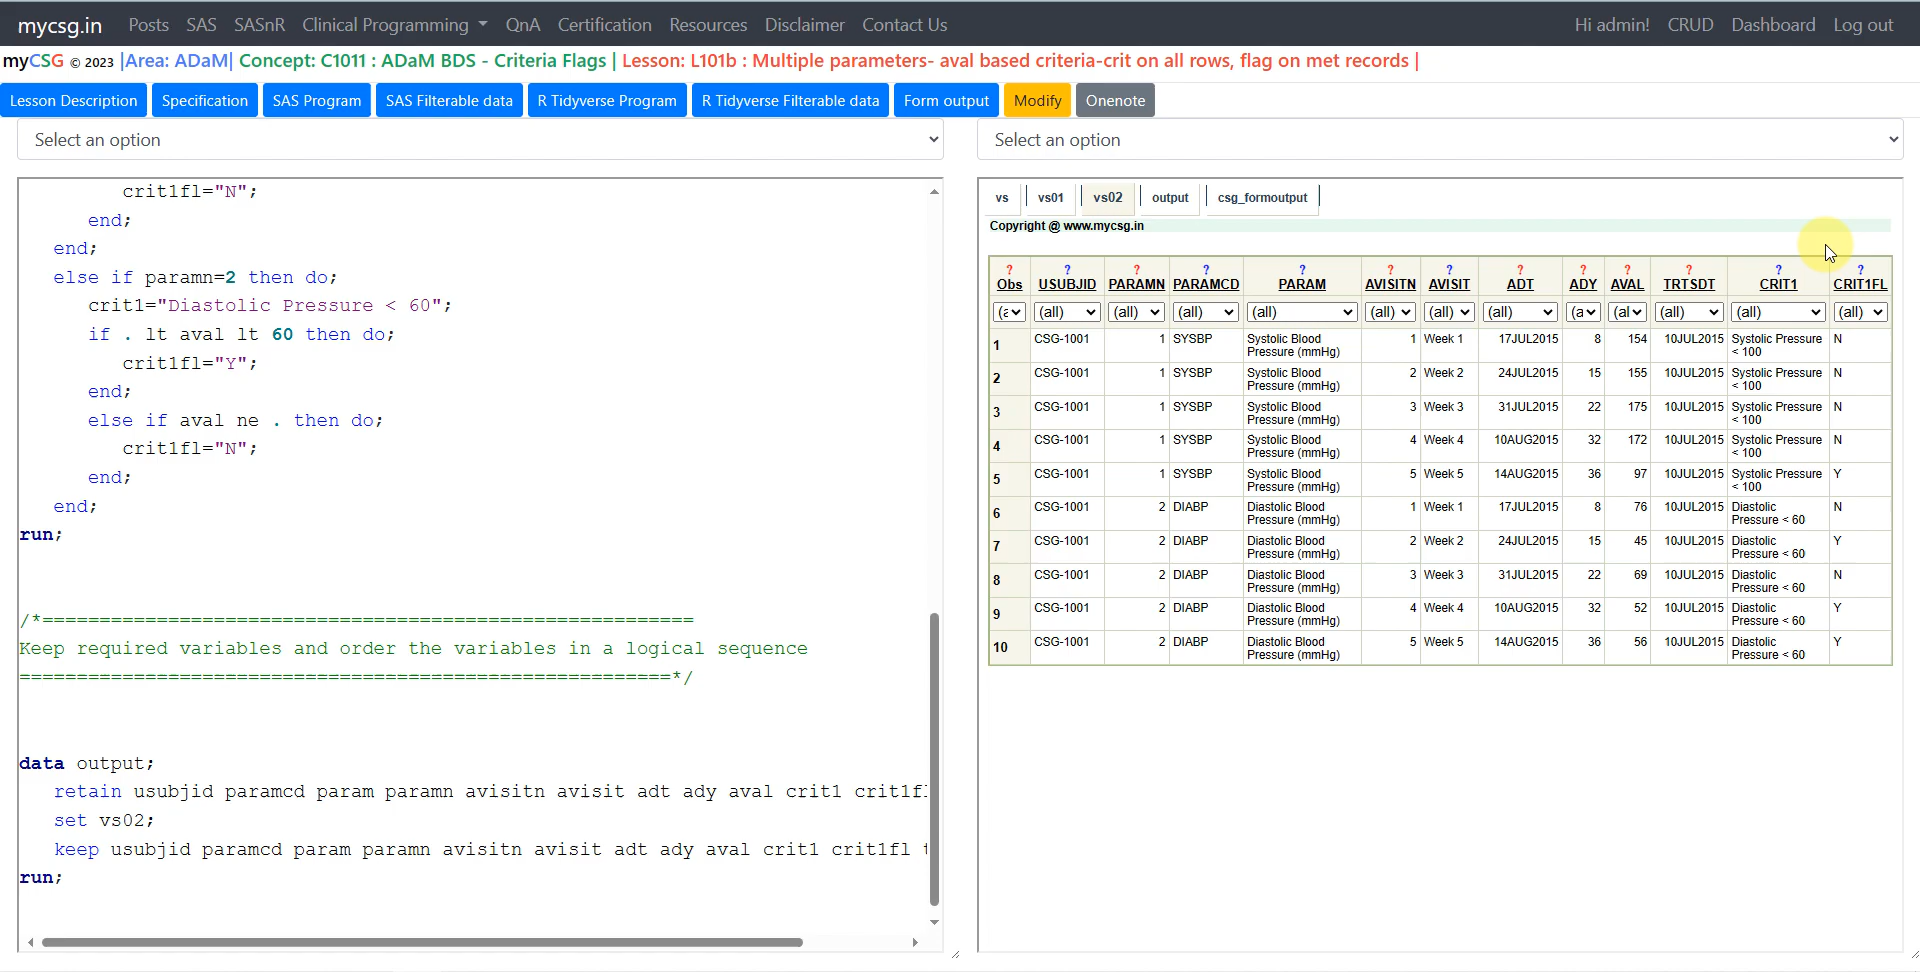 mycsg.in Posts SAS SASnR Clinical Programming QnA Certification Resources Disclaimer Contact Us Hi admin! CRUD Dashboard Log out
myCSG © 2023 |Area: ADaM| Concept: C1011 : ADaM BDS - Criteria Flags | Lesson: L101b : Multiple parameters- aval based criteria-crit on all rows, flag on met records |
Lesson Description Specification SAS Program SAS Filterable data R Tidyverse Program R Tidyverse Filterable data Form output Modify Onenote
Select an option
crit1fl="N";
end;
end;
else if paramn=2 then do;
crit1="Diastolic Pressure < 60";
if . lt aval lt 60 then do;
crit1fl="Y";
end;
else if aval ne . then do;
crit1fl="N";
end;
end;
run;
/*=========================================================
Keep required variables and order the variables in a logical sequence
=========================================================*/
data output;
retain usubjid paramcd param paramn avisitn avisit adt ady aval crit1 crit1fl
set vs02;
keep usubjid paramcd param paramn avisitn avisit adt ady aval crit1 crit1fl
run;
Select an option
vs vs01 vs02 output csg_formoutput
Copyright @ www.mycsg.in
? ? ? ? ? ? ? ? ? ? ? ? ?
Obs USUBJID PARAMN PARAMCD PARAM AVISITN AVISIT ADT ADY AVAL TRTSDT CRIT1 CRIT1FL
(a (all) (all) (all) (all) (all) (all) (all) (a (al (all) (all) (all)
1 CSG-1001 1 SYSBP Systolic Blood Pressure (mmHg) 1 Week 1 17JUL2015 8 154 10JUL2015 Systolic Pressure < 100 N
2 CSG-1001 1 SYSBP Systolic Blood Pressure (mmHg) 2 Week 2 24JUL2015 15 155 10JUL2015 Systolic Pressure < 100 N
3 CSG-1001 1 SYSBP Systolic Blood Pressure (mmHg) 3 Week 3 31JUL2015 22 175 10JUL2015 Systolic Pressure < 100 N
4 CSG-1001 1 SYSBP Systolic Blood Pressure (mmHg) 4 Week 4 10AUG2015 32 172 10JUL2015 Systolic Pressure < 100 N
5 CSG-1001 1 SYSBP Systolic Blood Pressure (mmHg) 5 Week 5 14AUG2015 36 97 10JUL2015 Systolic Pressure < 100 Y
6 CSG-1001 2 DIABP Diastolic Blood Pressure (mmHg) 1 Week 1 17JUL2015 8 76 10JUL2015 Diastolic Pressure < 60 N
7 CSG-1001 2 DIABP Diastolic Blood Pressure (mmHg) 2 Week 2 24JUL2015 15 45 10JUL2015 Diastolic Pressure < 60 Y
8 CSG-1001 2 DIABP Diastolic Blood Pressure (mmHg) 3 Week 3 31JUL2015 22 69 10JUL2015 Diastolic Pressure < 60 N
9 CSG-1001 2 DIABP Diastolic Blood Pressure (mmHg) 4 Week 4 10AUG2015 32 52 10JUL2015 Diastolic Pressure < 60 Y
10 CSG-1001 2 DIABP Diastolic Blood Pressure (mmHg) 5 Week 5 14AUG2015 36 56 10JUL2015 Diastolic Pressure < 60 Y